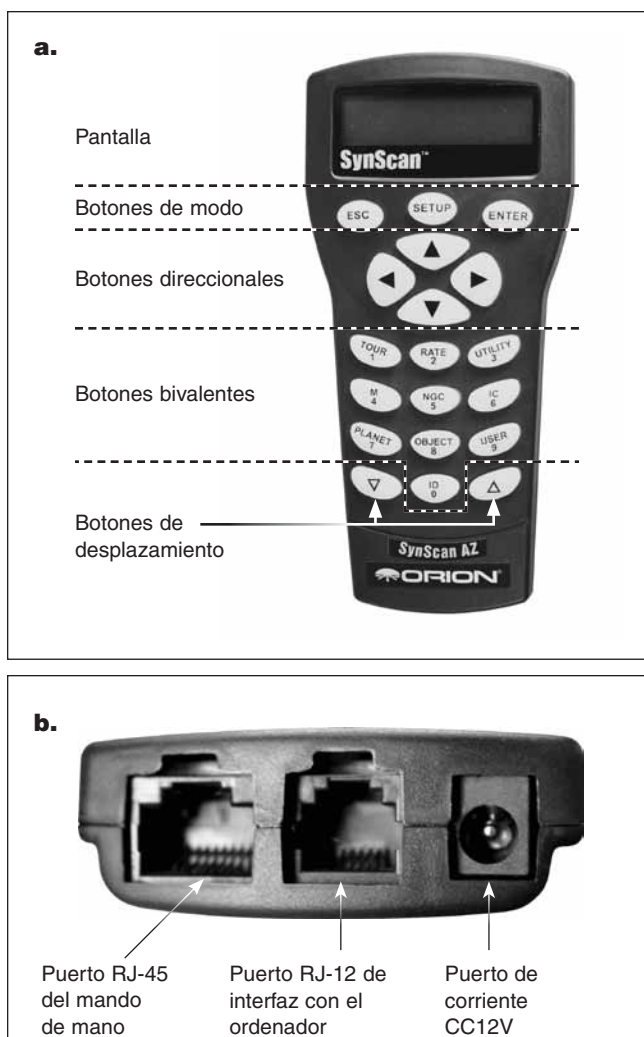 a.
Pantalla
SynScan™
Botones de modo
ESC SETUP ENTER
Botones direccionales
Botones bivalentes
TOUR RATE UTILITY
1 2 3
M NGC IC
4 5 6
PLANET OBJECT USER
7 8 9
ID
0
Botones de
desplazamiento
SynScan AZ
ORION®
b.
Puerto RJ-45
del mando
de mano
Puerto RJ-12 de
interfaz con el
ordenador
Puerto de
corriente
CC12V